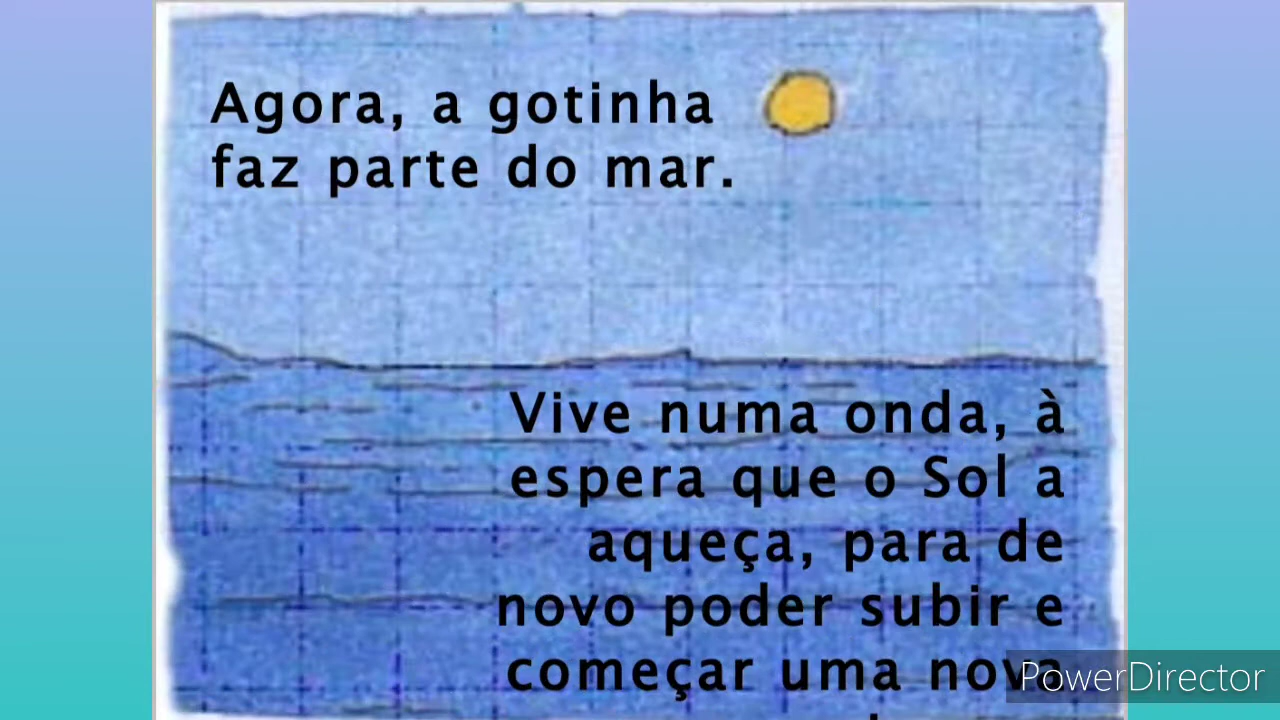 Agora, a gotinha
faz parte do mar.
Vive numa onda, à
espera que o Sol a
aqueça, para de
novo poder subir e
começar uma nova
PowerDirector